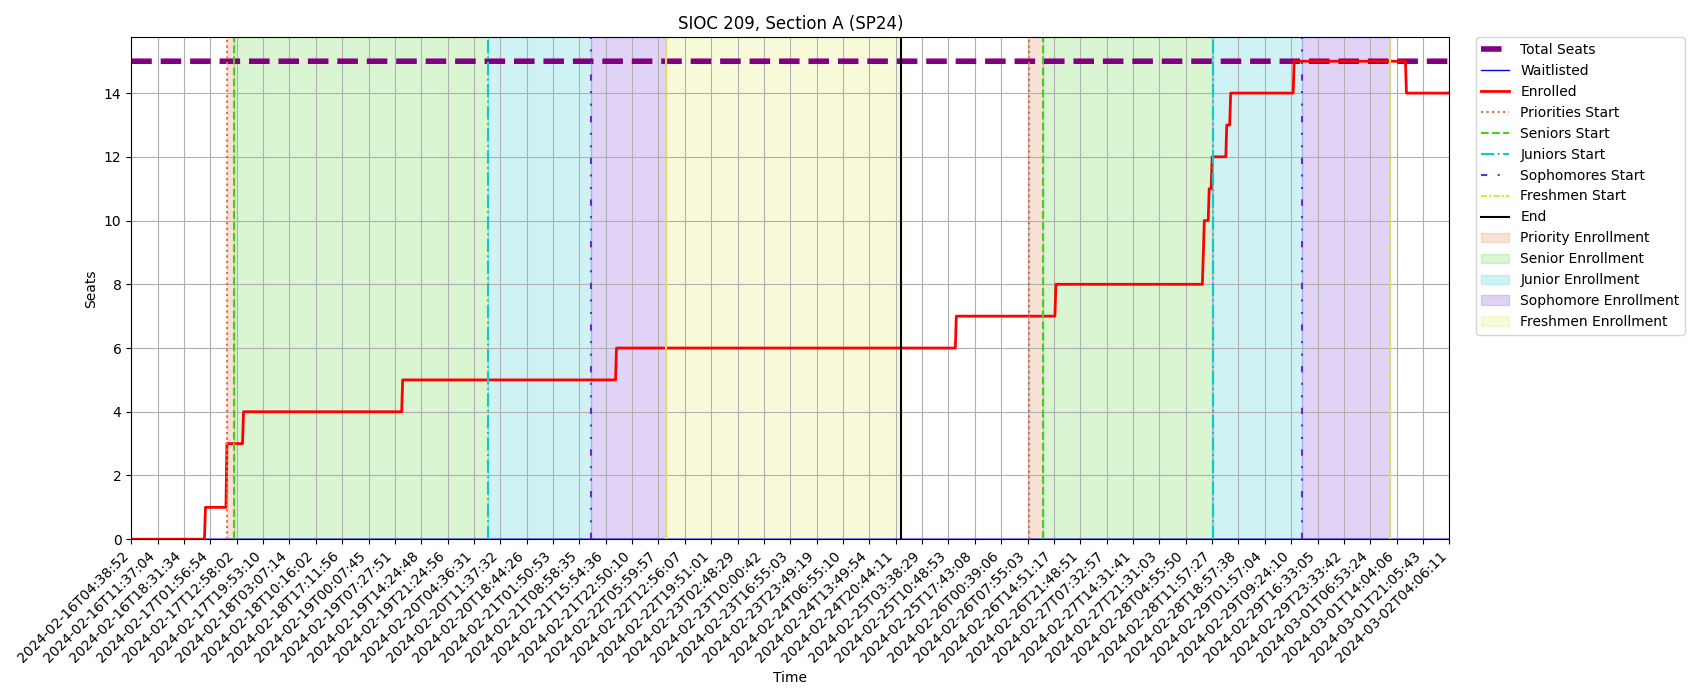 SIOC 209, Section A (SP24)
Seats
14
12
10
8
6
4
2
0
2024-02-16T04:38:52
2024-02-16T11:37:04
2024-02-16T18:31:34
2024-02-17T01:56:54
2024-02-17T12:58:02
2024-02-17T19:53:10
2024-02-18T03:07:14
2024-02-18T10:16:02
2024-02-18T17:11:56
2024-02-19T00:07:45
2024-02-19T07:27:51
2024-02-19T14:24:48
2024-02-19T21:24:56
2024-02-20T04:36:31
2024-02-20T11:37:32
2024-02-20T18:44:26
2024-02-21T01:50:53
2024-02-21T08:58:35
2024-02-21T15:54:36
2024-02-21T22:50:10
2024-02-22T05:59:57
2024-02-22T12:56:07
2024-02-22T19:51:01
2024-02-23T02:48:29
2024-02-23T10:00:42
2024-02-23T16:55:03
2024-02-23T23:49:19
2024-02-24T06:55:10
2024-02-24T13:49:54
2024-02-24T20:44:11
2024-02-25T03:38:29
2024-02-25T10:48:53
2024-02-25T17:43:08
2024-02-26T00:39:06
2024-02-26T07:55:03
2024-02-26T14:51:17
2024-02-26T21:48:51
2024-02-27T07:32:57
2024-02-27T14:31:41
2024-02-27T21:31:03
2024-02-28T04:55:50
2024-02-28T11:57:27
2024-02-28T18:57:38
2024-02-29T01:57:04
2024-02-29T09:24:10
2024-02-29T16:33:05
2024-02-29T23:33:42
2024-03-01T06:53:24
2024-03-01T14:04:06
2024-03-01T21:05:43
2024-03-02T04:06:11
Time
Total Seats
Waitlisted
Enrolled
Priorities Start
Seniors Start
Juniors Start
Sophomores Start
Freshmen Start
End
Priority Enrollment
Senior Enrollment
Junior Enrollment
Sophomore Enrollment
Freshmen Enrollment